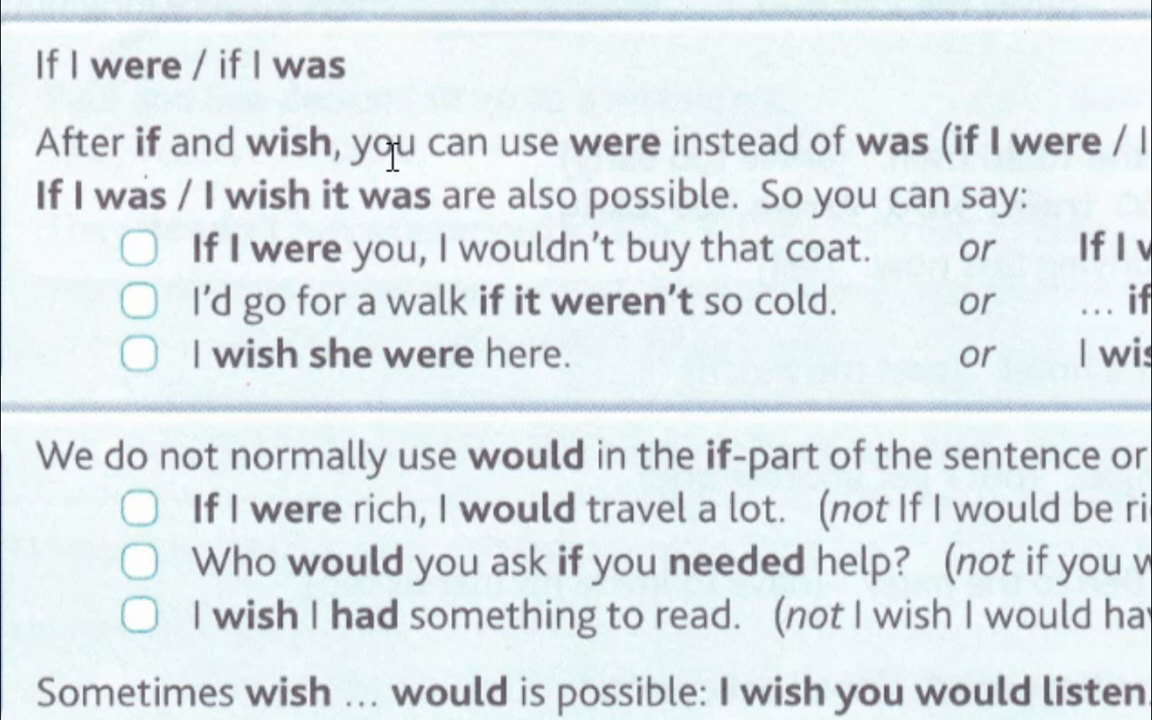 If I were / if I was
After if and wish, you can use were instead of was (if I were / I
If I was / I wish it was are also possible. So you can say:
If I were you, I wouldn't buy that coat. or If I
I'd go for a walk if it weren't so cold. or ... if
I wish she were here. or I
We do not normally use would in the if-part of the sentence or
If I were rich, I would travel a lot. (not If I would be
Who would you ask if you needed help? (not if you
I wish I had something to read. (not I wish I would
Sometimes wish ... would is possible: I wish you would listen